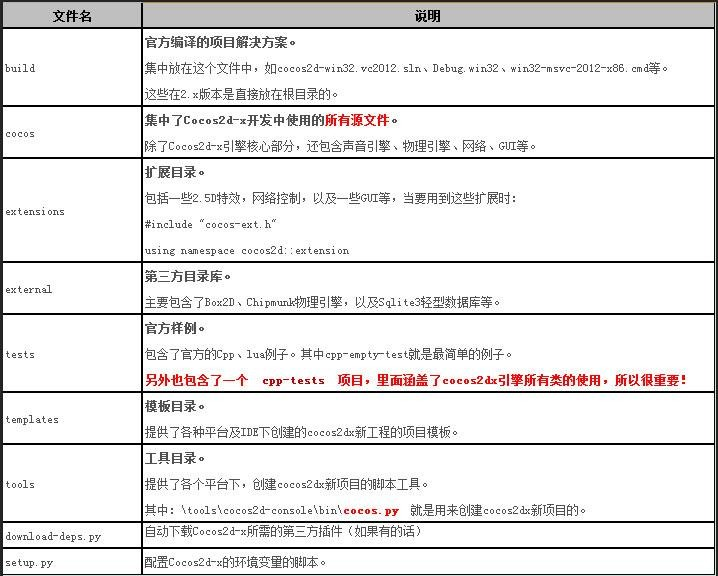 文件名 说明
build
官方编译的项目解决方案。
集中放在这个文件中，如cocos2d-win32.vc2012.sln、Debug.win32、win32-msvc-2012-x86.cmd等。
这些在2.x版本是直接放在根目录的。
cocos
集中了Cocos2d-x开发中使用的所有源文件。
除了Cocos2d-x引擎核心部分，还包含声音引擎、物理引擎、网络、GUI等。
extensions
扩展目录。
包括一些2.5D特效，网络控制，以及一些GUI等，当要用到这些扩展时：
#include "cocos-ext.h"
using namespace cocos2d::extension
external
第三方目录库。
主要包含了Box2D、Chipmunk物理引擎，以及Sqlite3轻型数据库等。
tests
官方样例。
包含了官方的Cpp、lua例子。其中cpp-empty-test就是最简单的例子。
另外也包含了一个 cpp-tests 项目，里面涵盖了cocos2dx引擎所有类的使用，所以很重要！
templates
模板目录。
提供了各种平台及IDE下创建的cocos2dx新工程的项目模板。
tools
工具目录。
提供了各个平台下，创建cocos2dx新项目的脚本工具。
其中：\tools\cocos2d-console\bin\cocos.py 就是用来创建cocos2dx新项目的。
download-deps.py 自动下载Cocos2d-x所需的第三方插件（如果有的话）
setup.py 配置Cocos2d-x的环境变量的脚本。